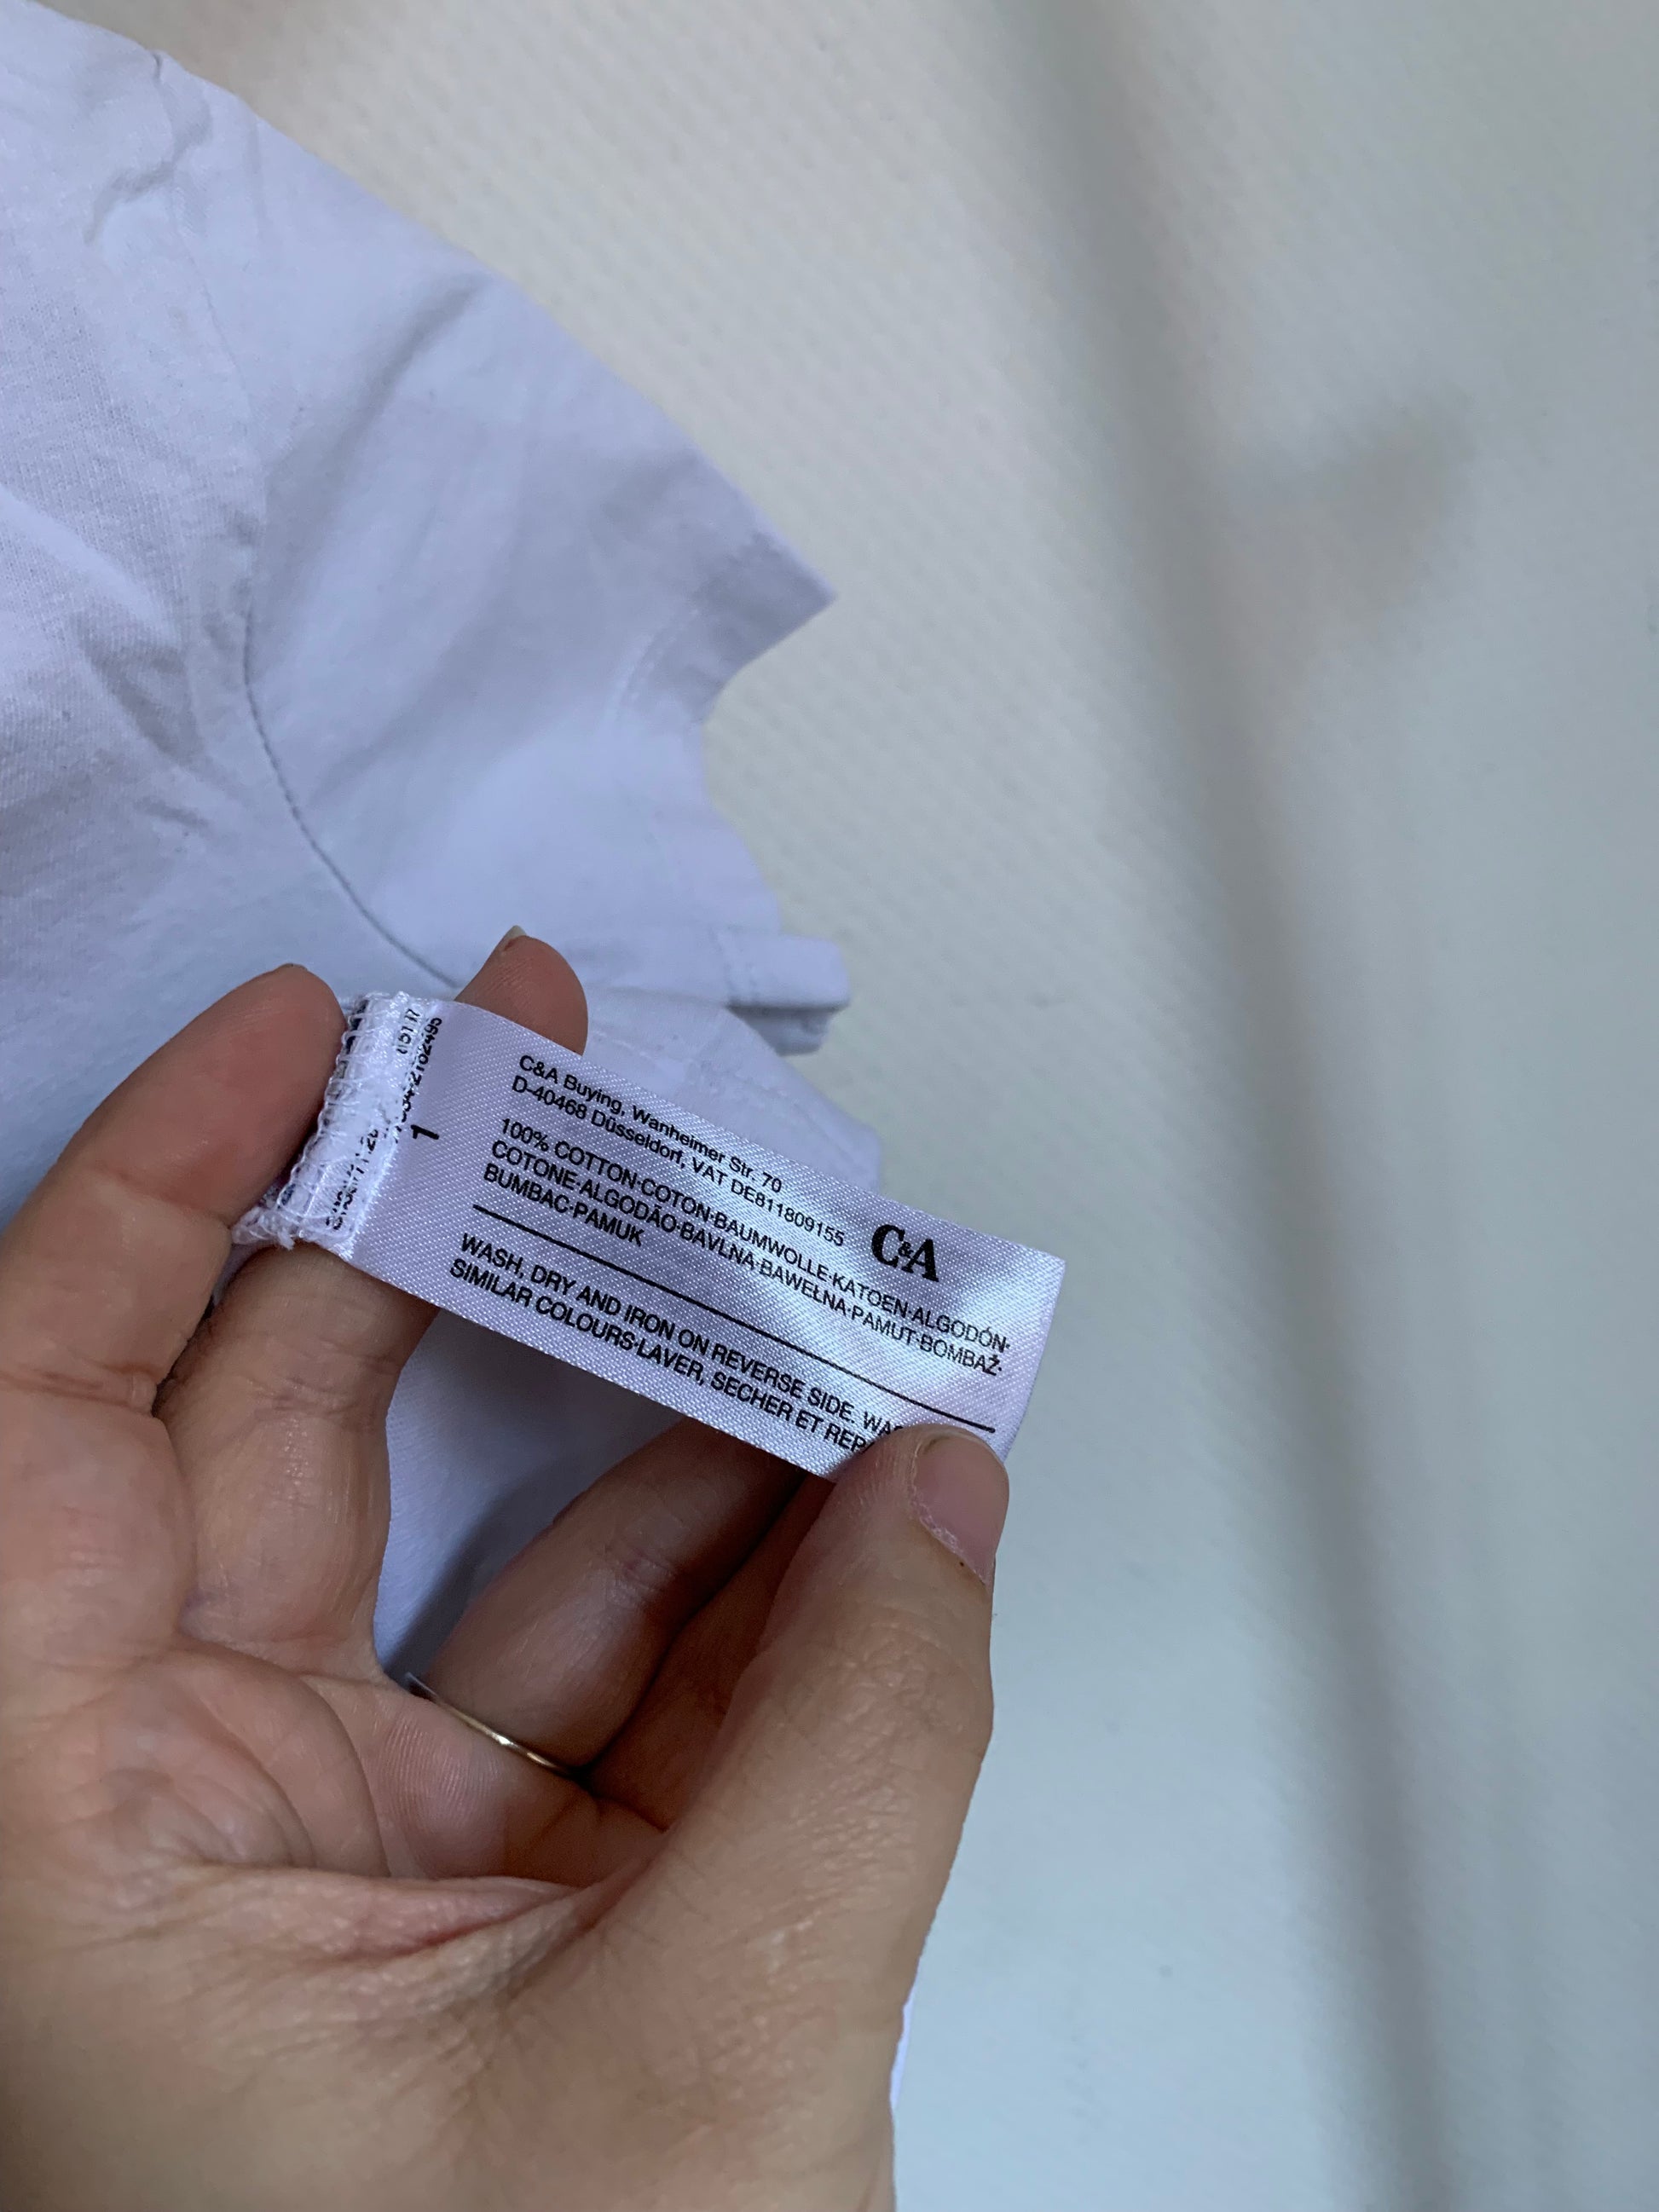 C&A Buying, Wanheimer Str. 70
D-40468 Düsseldorf, VAT DE811809155
C&A
100% COTTON·COTON·BAUMWOLLE·KATOEN·ALGODÓN·
COTONE·ALGODÃO·BAVLNA·BAWEŁNA·PAMUT·BOMBAŽ·
BUMBAC·PAMUK
WASH, DRY AND IRON ON REVERSE SIDE.
SIMILAR COLOURS·LAVER, SECHER ET
1